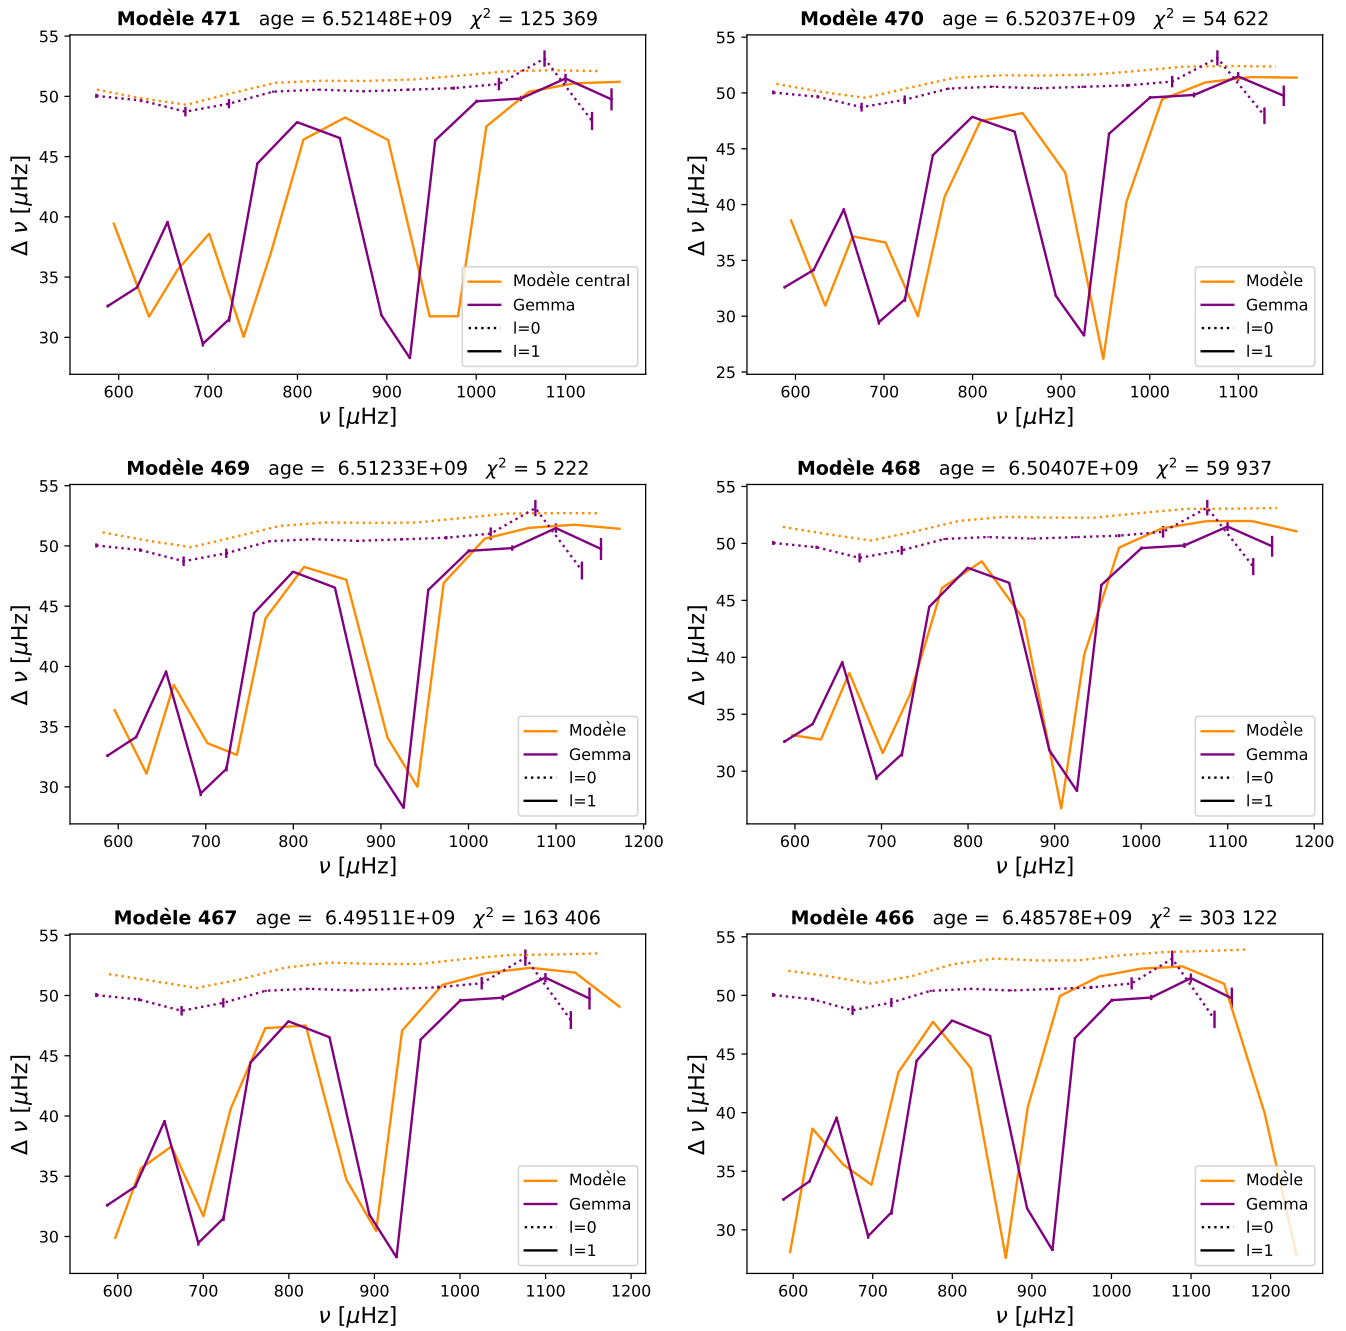 Modèle 471 age = 6.52148E+09 χ² = 125 369
Δ ν [μHz]
55
50
45
40
35
30
Modèle central
Gemma
l=0
l=1
600 700 800 900 1000 1100
ν [μHz]
Modèle 470 age = 6.52037E+09 χ² = 54 622
Δ ν [μHz]
55
50
45
40
35
30
25
Modèle
Gemma
l=0
l=1
600 700 800 900 1000 1100
ν [μHz]
Modèle 469 age = 6.51233E+09 χ² = 5 222
Δ ν [μHz]
55
50
45
40
35
30
Modèle
Gemma
l=0
l=1
600 700 800 900 1000 1100 1200
ν [μHz]
Modèle 468 age = 6.50407E+09 χ² = 59 937
Δ ν [μHz]
55
50
45
40
35
30
Modèle
Gemma
l=0
l=1
600 700 800 900 1000 1100 1200
ν [μHz]
Modèle 467 age = 6.49511E+09 χ² = 163 406
Δ ν [μHz]
55
50
45
40
35
30
Modèle
Gemma
l=0
l=1
600 700 800 900 1000 1100 1200
ν [μHz]
Modèle 466 age = 6.48578E+09 χ² = 303 122
Δ ν [μHz]
55
50
45
40
35
30
Modèle
Gemma
l=0
l=1
600 700 800 900 1000 1100 1200
ν [μHz]